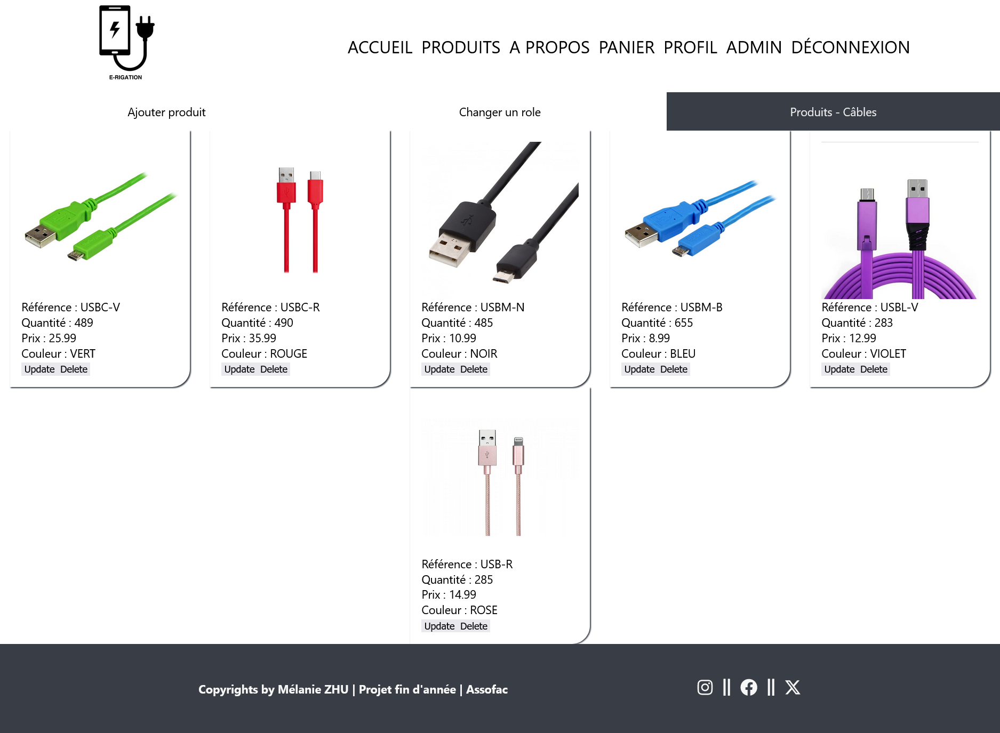 E-RIGATION
ACCUEIL PRODUITS A PROPOS PANIER PROFIL ADMIN DÉCONNEXION
Ajouter produit
Changer un role
Produits - Câbles
Référence : USBC-V
Quantité : 489
Prix : 25.99
Couleur : VERT
Update Delete
Référence : USBC-R
Quantité : 490
Prix : 35.99
Couleur : ROUGE
Update Delete
Référence : USBM-N
Quantité : 485
Prix : 10.99
Couleur : NOIR
Update Delete
Référence : USBM-B
Quantité : 655
Prix : 8.99
Couleur : BLEU
Update Delete
Référence : USBL-V
Quantité : 283
Prix : 12.99
Couleur : VIOLET
Update Delete
Référence : USB-R
Quantité : 285
Prix : 14.99
Couleur : ROSE
Update Delete
Copyrights by Mélanie ZHU | Projet fin d'année | Assofac